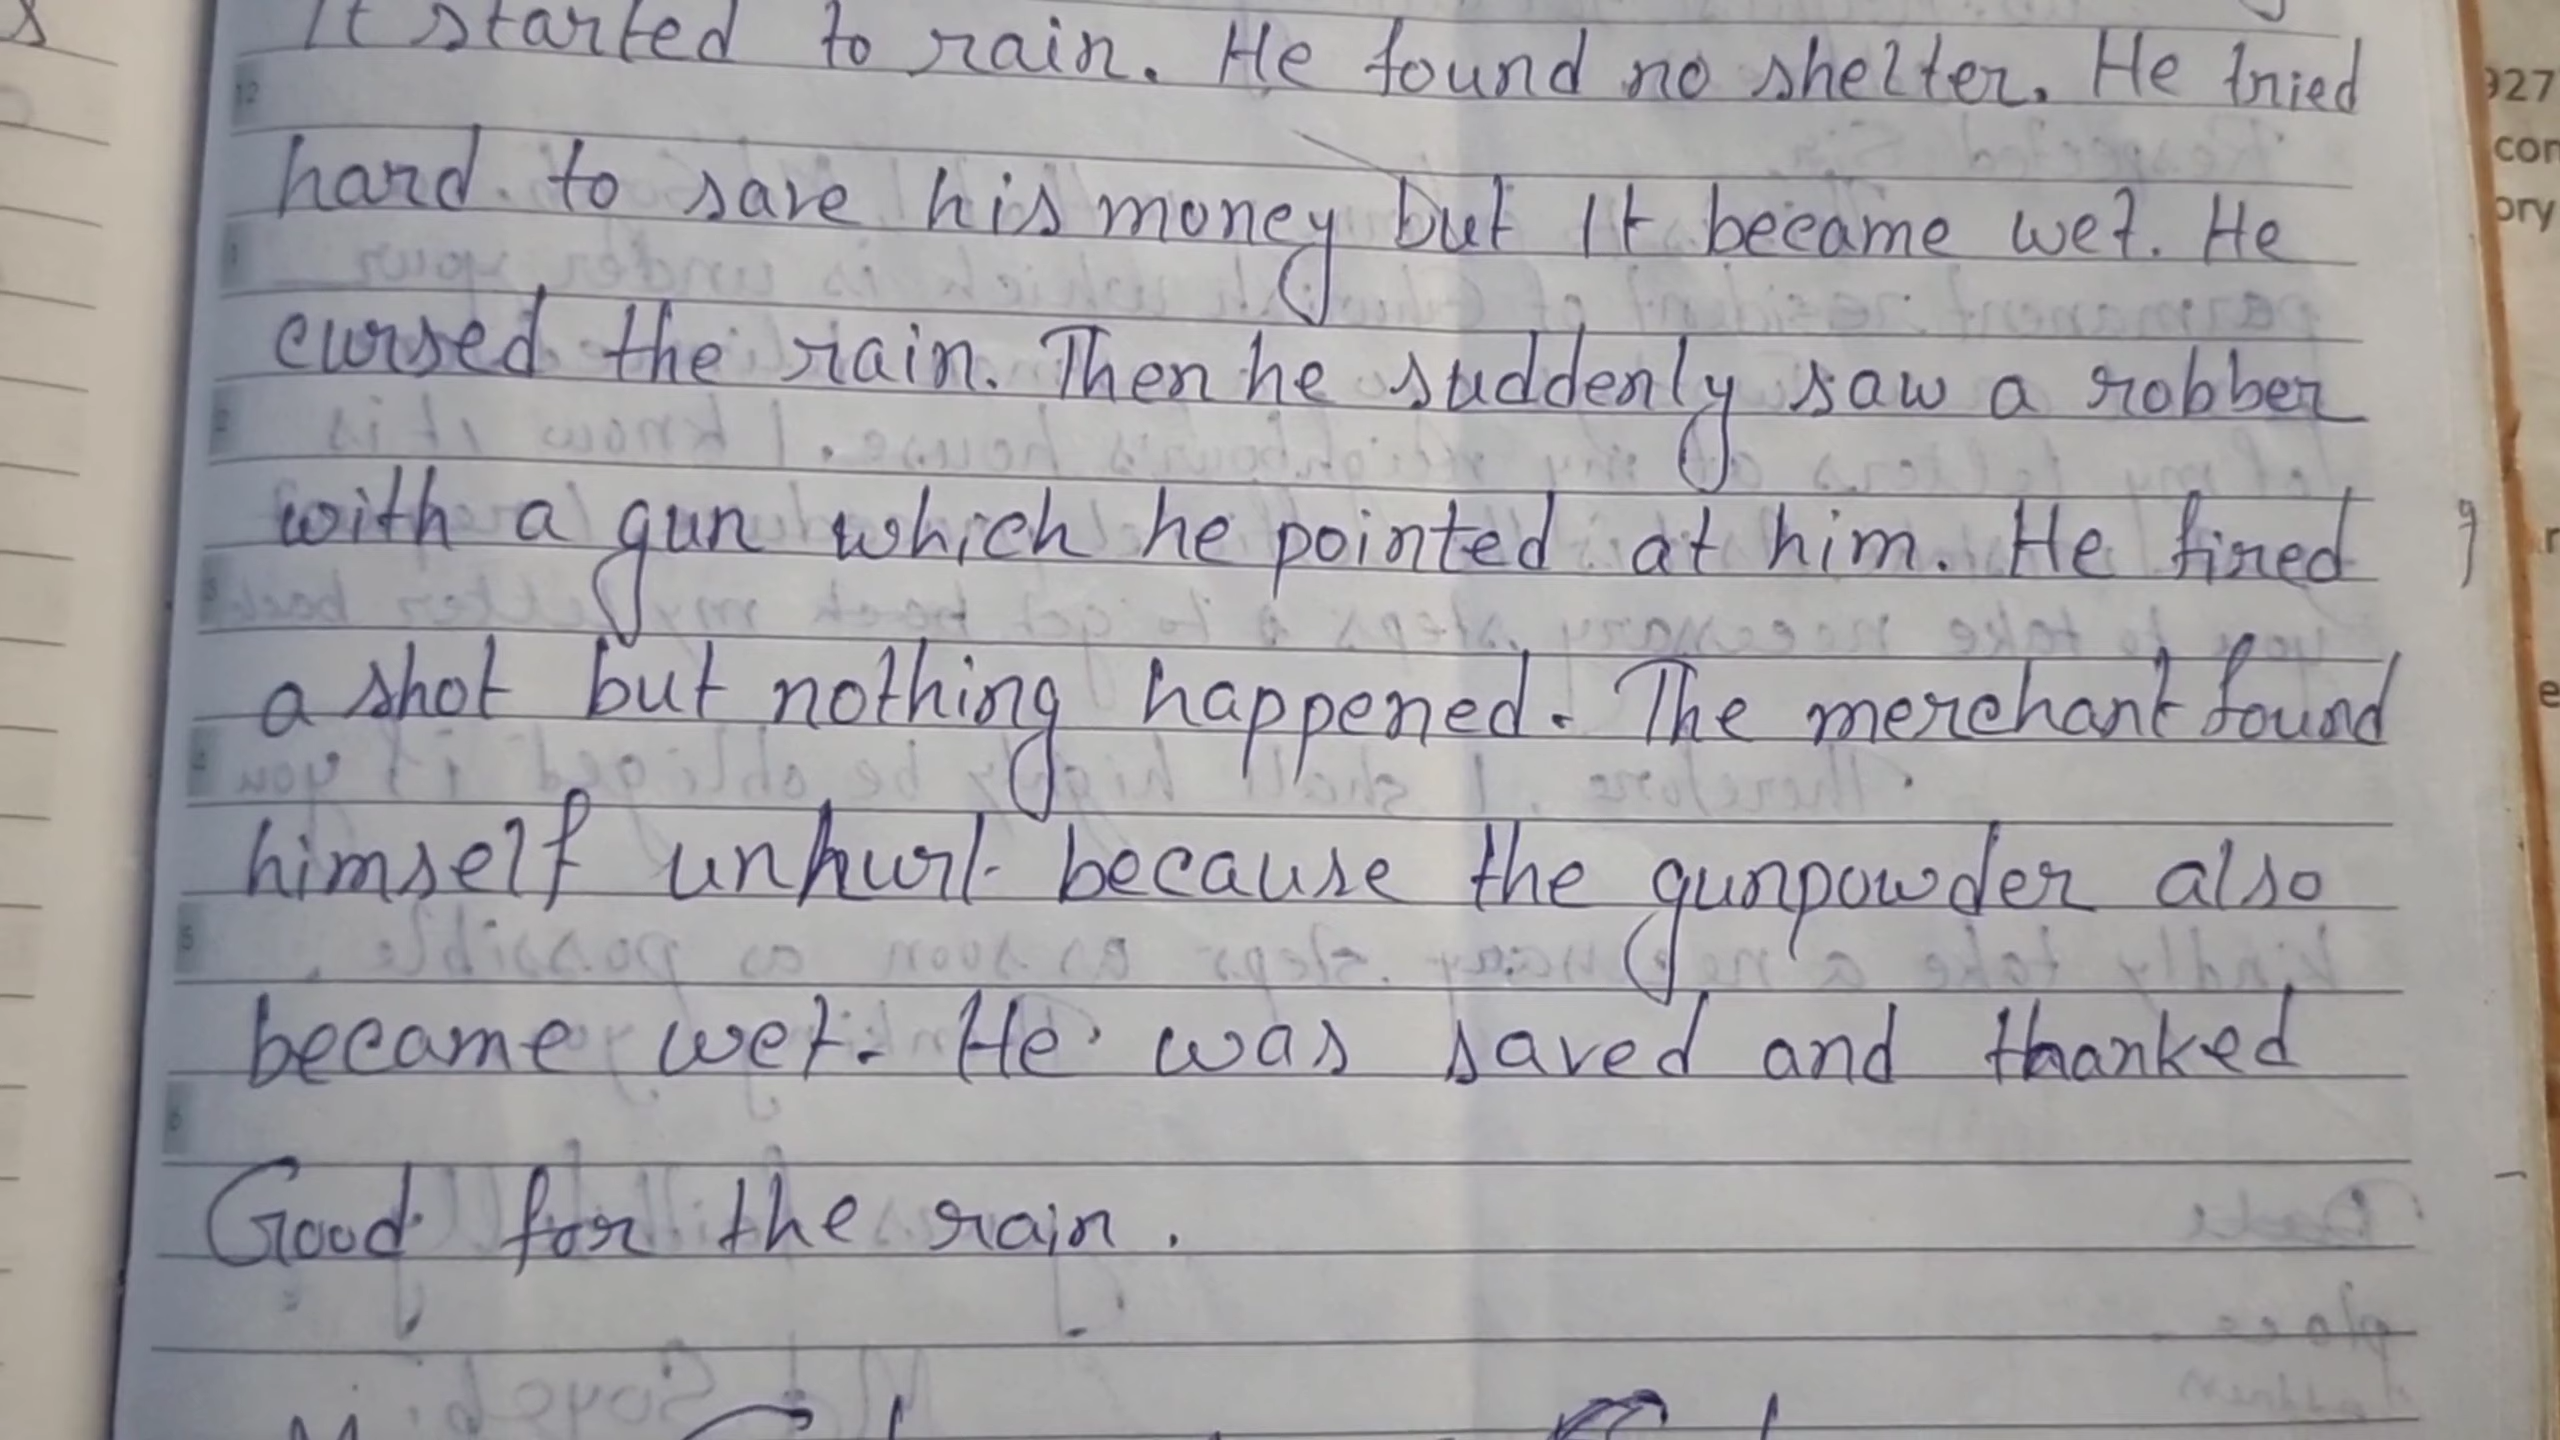 It started to rain. He found no shelter. He tried
hard to save his money but It became wet. He
cursed the rain. Then he suddenly saw a robber
with a gun which he pointed at him. He fired
a shot but nothing happened. The merchant found
himself unhurt because the gunpowder also
became wet. He was saved and thanked
Good for the rain.